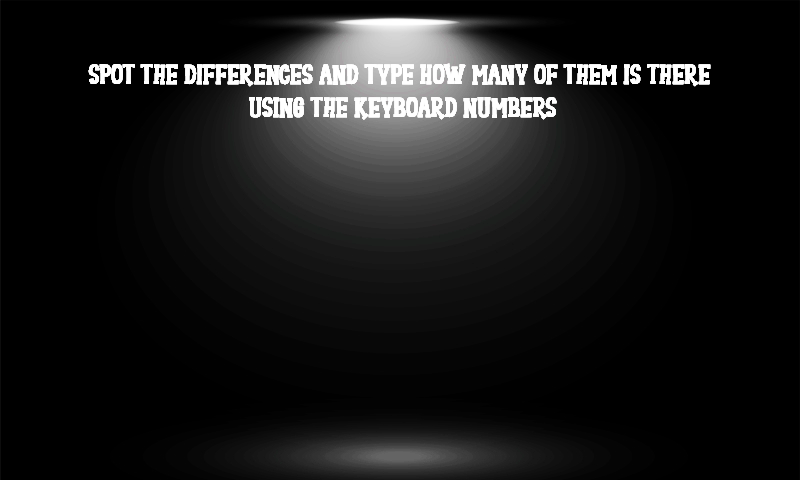 SPOT THE DIFFERENCES AND TYPE HOW MANY OF THEM IS THERE
USING THE KEYBOARD NUMBERS